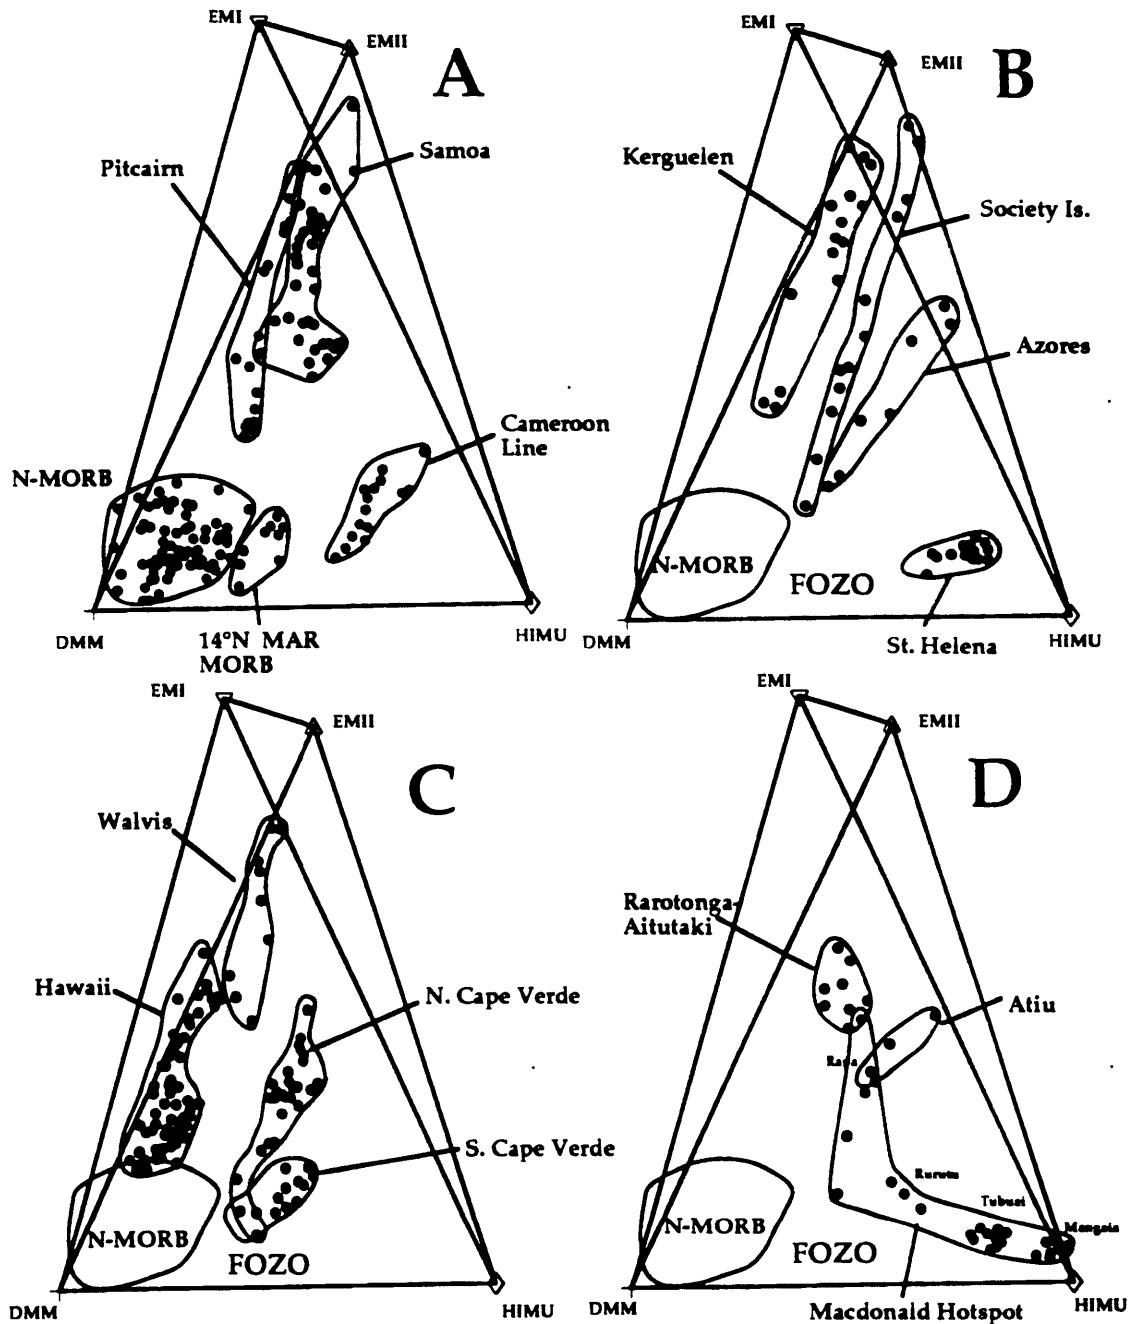 EMI
EMII
A
Samoa
Pitcairn
Cameroon
Line
N-MORB
14°N MAR
MORB
DMM
HIMU
EMI
EMII
B
Kerguelen
Society Is.
Azores
N-MORB
FOZO
St. Helena
DMM
HIMU
EMI
EMII
C
Walvis
Hawaii
N. Cape Verde
S. Cape Verde
N-MORB
FOZO
DMM
HIMU
EMI
EMII
D
Rarotonga-
Aitutaki
Atiu
Rapa
Rurutu
Tubuai
Mangaia
N-MORB
FOZO
Macdonald Hotspot
DMM
HIMU